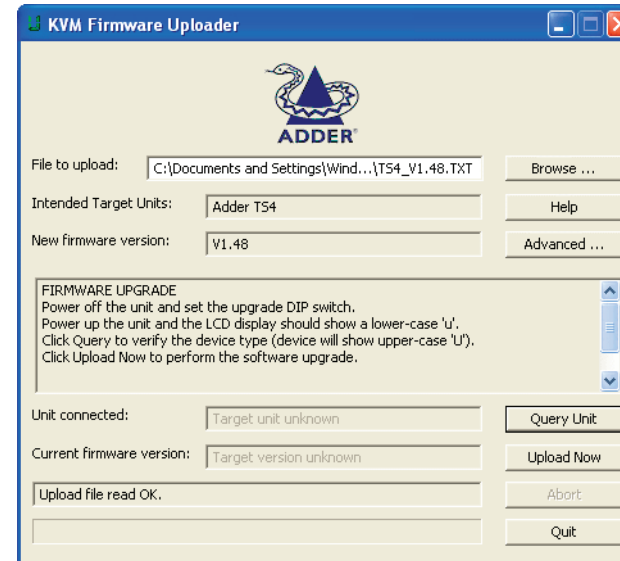 KVM Firmware Uploader
ADDER®
File to upload: C:\Documents and Settings\Wind...\TS4_V1.48.TXT Browse ...
Intended Target Units: Adder TS4 Help
New firmware version: V1.48 Advanced ...
FIRMWARE UPGRADE
Power off the unit and set the upgrade DIP switch.
Power up the unit and the LCD display should show a lower-case 'u'.
Click Query to verify the device type (device will show upper-case 'U').
Click Upload Now to perform the software upgrade.
Unit connected: Target unit unknown Query Unit
Current firmware version: Target version unknown Upload Now
Upload file read OK. Abort
Quit